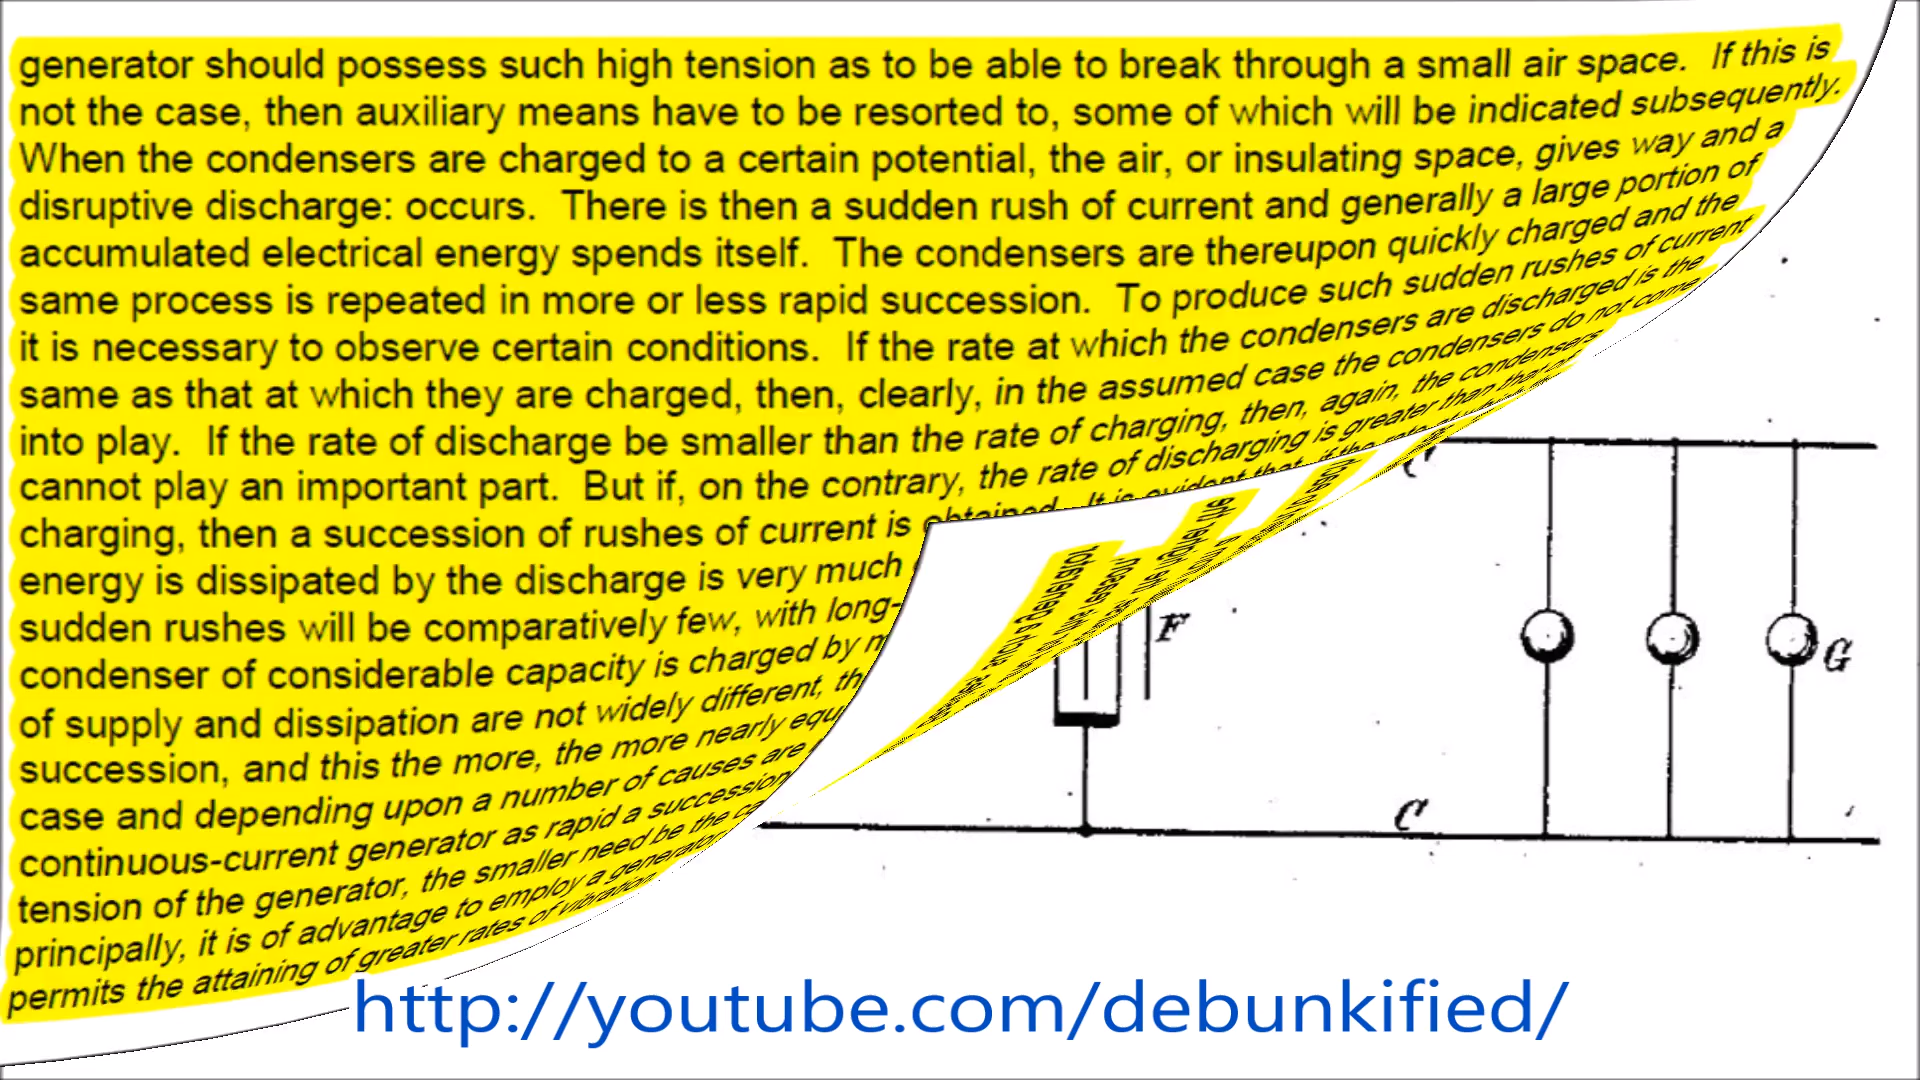 generator should possess such high tension as to be able to break through a small air space.  If this is
not the case, then auxiliary means have to be resorted to, some of which will be indicated subsequently.
When the condensers are charged to a certain potential, the air, or insulating space, gives way and a
disruptive discharge: occurs.  There is then a sudden rush of current and generally a large portion of
accumulated electrical energy spends itself.  The condensers are thereupon quickly charged and the
same process is repeated in more or less rapid succession.  To produce such sudden rushes of current
it is necessary to observe certain conditions.  If the rate at which the condensers are discharged is the
same as that at which they are charged, then, clearly, in the assumed case the condensers do not come
into play.  If the rate of discharge be smaller than the rate of charging, then, again, the condensers
cannot play an important part.  But if, on the contrary, the rate of discharging is greater than that of
charging, then a succession of rushes of current is obtained. It is evident that, if the rate
energy is dissipated by the discharge is very much
sudden rushes will be comparatively few, with long-
condenser of considerable capacity is charged by
of supply and dissipation are not widely different,
succession, and this the more, the more nearly
case and depending upon a number of causes are
continuous-current generator as rapid a succession
tension of the generator, the smaller need be the
principally, it is of advantage to employ a generator
permits the attaining of greater rates of vibration
F
G
C
http://youtube.com/debunkified/